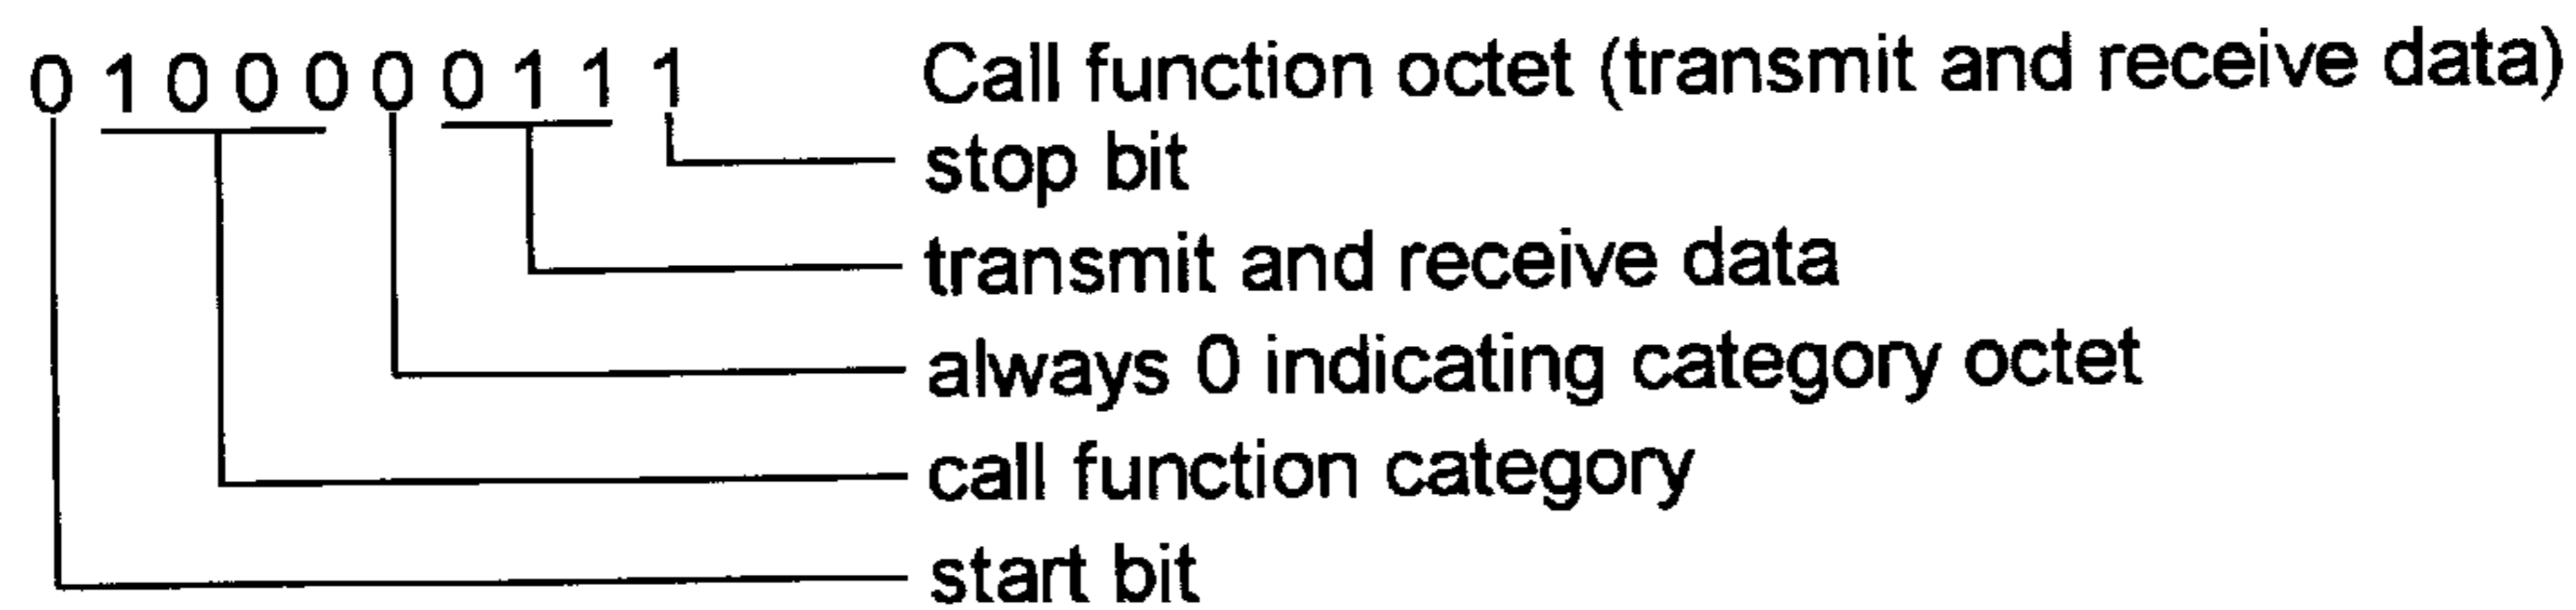 0 1 0 0 0 0 0 1 1 1 Call function octet (transmit and receive data)
stop bit
transmit and receive data
always 0 indicating category octet
call function category
start bit